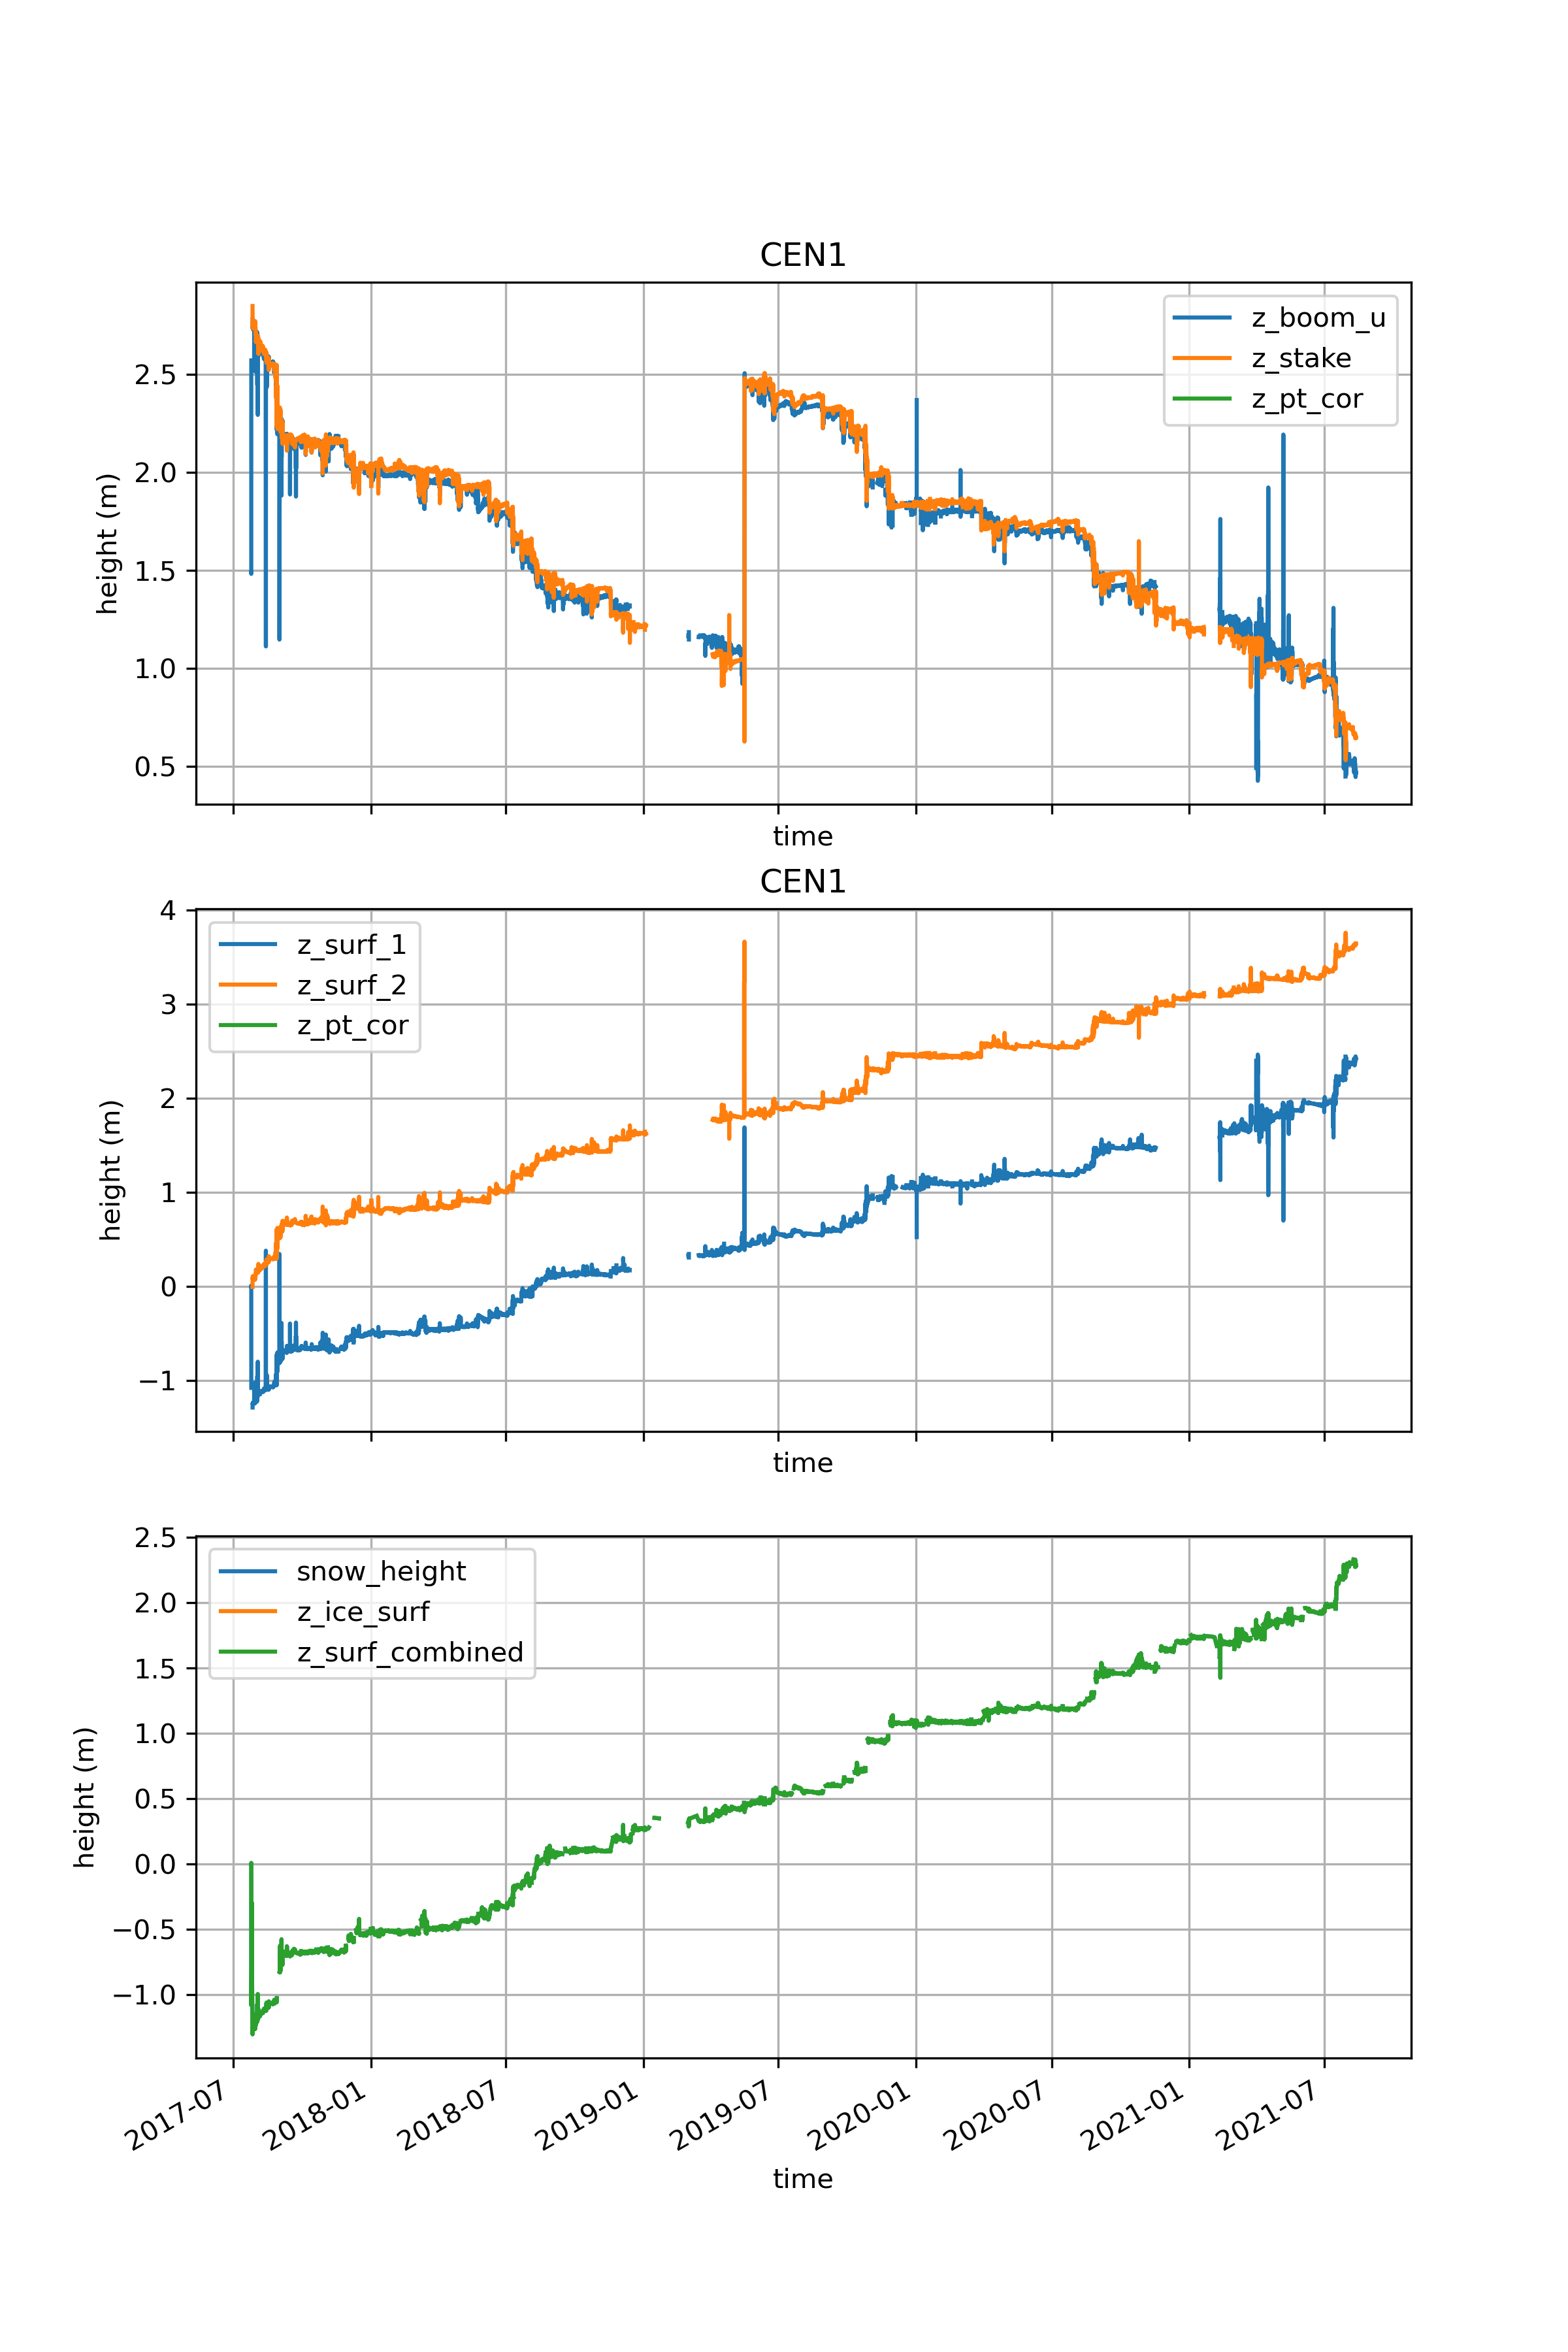 CEN1
height (m)
2.5
2.0
1.5
1.0
0.5
z_boom_u
z_stake
z_pt_cor
time
CEN1
height (m)
4
3
2
1
0
−1
z_surf_1
z_surf_2
z_pt_cor
time
height (m)
2.5
2.0
1.5
1.0
0.5
0.0
−0.5
−1.0
snow_height
z_ice_surf
z_surf_combined
2017-07
2018-01
2018-07
2019-01
2019-07
2020-01
2020-07
2021-01
2021-07
time